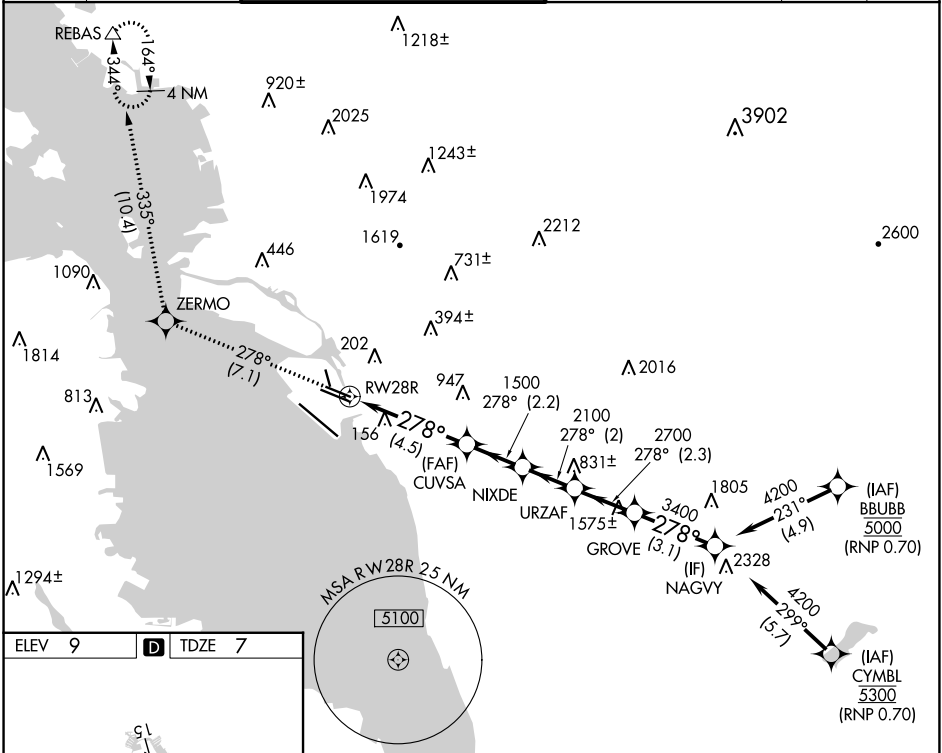 REBAS
164°
344°
4 NM
1218±
920±
2025
3902
1243±
1974
335°
(10.4)
1619
2212
2600
446
731±
1090
ZERMO
394±
1814
278°
(7.1)
202
RW28R
947
1500
278° (2.2)
2016
813
156
278°
(4.5)
2100
278° (2)
2700
278° (2.3)
1569
(FAF)
CUVSA
NIXDE
831±
URZAF
1575±
3400
278°
(3.1)
1805
4200
231°
(4.9)
(IAF)
BBUBB
5000
(RNP 0.70)
GROVE
(IF)
NAGVY
2328
1294±
MSA RW28R 25 NM
5100
4200
299°
(5.7)
(IAF)
CYMBL
5300
(RNP 0.70)
ELEV 9
D
TDZE 7
15